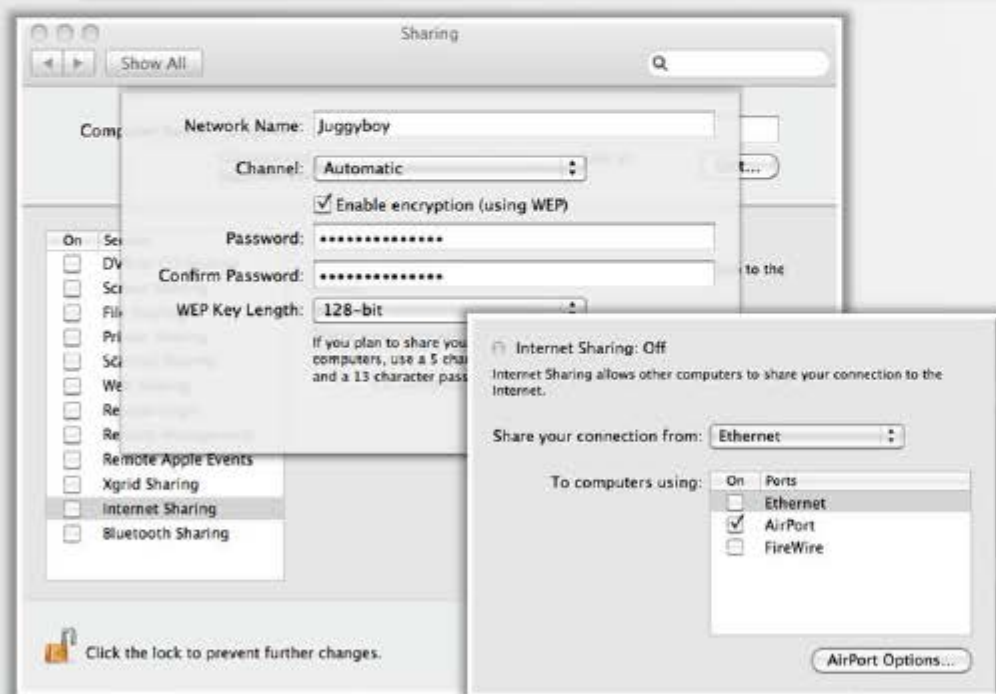 Sharing
Show All
Network Name: Juggyboy
Channel: Automatic
Enable encryption (using WEP)
Password: ••••••••••••••
Confirm Password: ••••••••••••••
WEP Key Length: 128-bit
If you plan to share
computers, use a 5
and a 13 character
to the
On
Remote Apple Events
Xgrid Sharing
Internet Sharing
Bluetooth Sharing
Click the lock to prevent further changes.
Internet Sharing: Off
Internet Sharing allows other computers to share your connection to the
Internet.
Share your connection from: Ethernet
To computers using:
On Ports
Ethernet
AirPort
FireWire
AirPort Options...